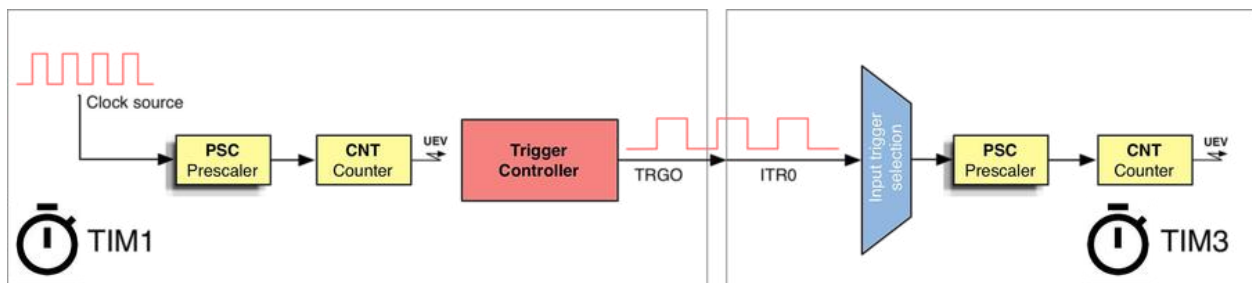 Clock source
PSC
Prescaler
CNT
Counter
UEV
Trigger
Controller
TRGO
ITR0
Input trigger
selection
PSC
Prescaler
CNT
Counter
UEV
TIM1
TIM3